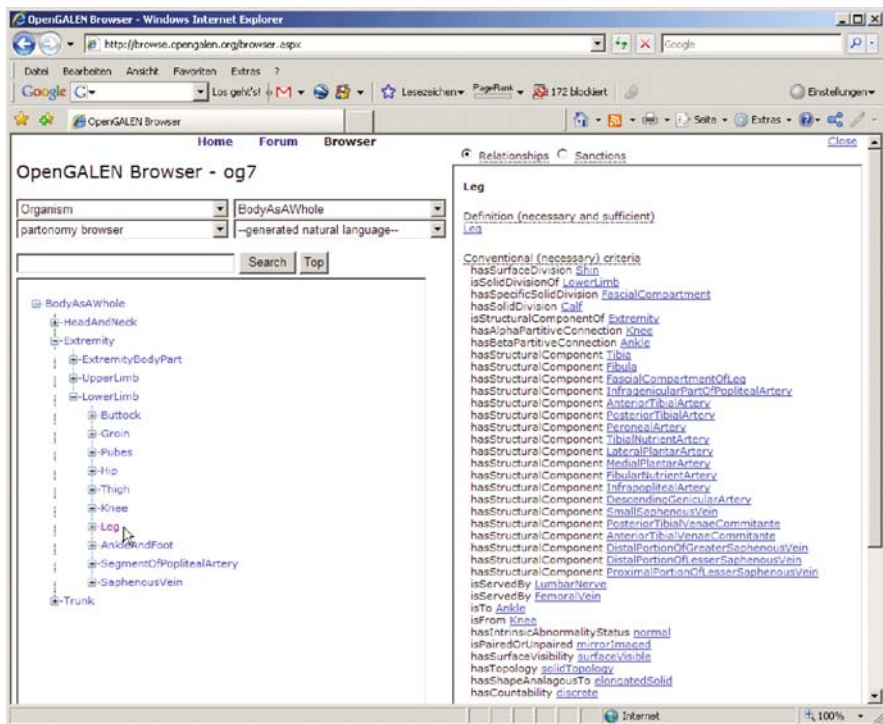 OpenGALEN Browser - Windows Internet Explorer
http://browse.opengalen.org/browser.aspx
Google
Datei Bearbeiten Ansicht Favoriten Extras ?
Google G Los geht's! M Lesezeichen PageRank 172 blockiert Einstellungen
OpenGALEN Browser
Seite Extras
Home Forum Browser
OpenGALEN Browser - og7
Organism BodyAsAWhole
partonomy browser --generated natural language--
Search Top
BodyAsAWhole
HeadAndNeck
Extremity
ExtremityBodyPart
UpperLimb
LowerLimb
Buttock
Groin
Pubes
Hip
Thigh
Knee
Leg
AnkleAndFoot
SegmentOfPoplitealArtery
SaphenousVein
Trunk
Close
Relationships Sanctions
Leg
Definition (necessary and sufficient)
Leg
Conventional (necessary) criteria
hasSurfaceDivision Shin
isSolidDivisionOf LowerLimb
hasSpecificSolidDivision FascialCompartment
hasSolidDivision Calf
isStructuralComponentOf Extremity
hasAlphaPartitiveConnection Knee
hasBetaPartitiveConnection Ankle
hasStructuralComponent Tibia
hasStructuralComponent Fibula
hasStructuralComponent FascialCompartmentOfLeg
hasStructuralComponent InfragenicularPartOfPoplitealArtery
hasStructuralComponent AnteriorTibialArtery
hasStructuralComponent PosteriorTibialArtery
hasStructuralComponent PeronealArtery
hasStructuralComponent TibialNutrientArtery
hasStructuralComponent LateralPlantarArtery
hasStructuralComponent MedialPlantarArtery
hasStructuralComponent FibularNutrientArtery
hasStructuralComponent InfrapoplitealArtery
hasStructuralComponent DescendingGenicularArtery
hasStructuralComponent SmallSaphenousVein
hasStructuralComponent PosteriorTibialVenaeCommitante
hasStructuralComponent AnteriorTibialVenaeCommitante
hasStructuralComponent DistalPortionOfGreaterSaphenousVein
hasStructuralComponent DistalPortionOfLesserSaphenousVein
hasStructuralComponent ProximalPortionOfLesserSaphenousVein
isServedBy LumbarNerve
isServedBy FemoralVein
isTo Ankle
isFrom Knee
hasIntrinsicAbnormalityStatus normal
isPairedOrUnpaired mirrorImaged
hasSurfaceVisibility surfaceVisible
hasTopology solidTopology
hasShapeAnalagousTo elongatedSolid
hasCountability discrete
Internet 100%